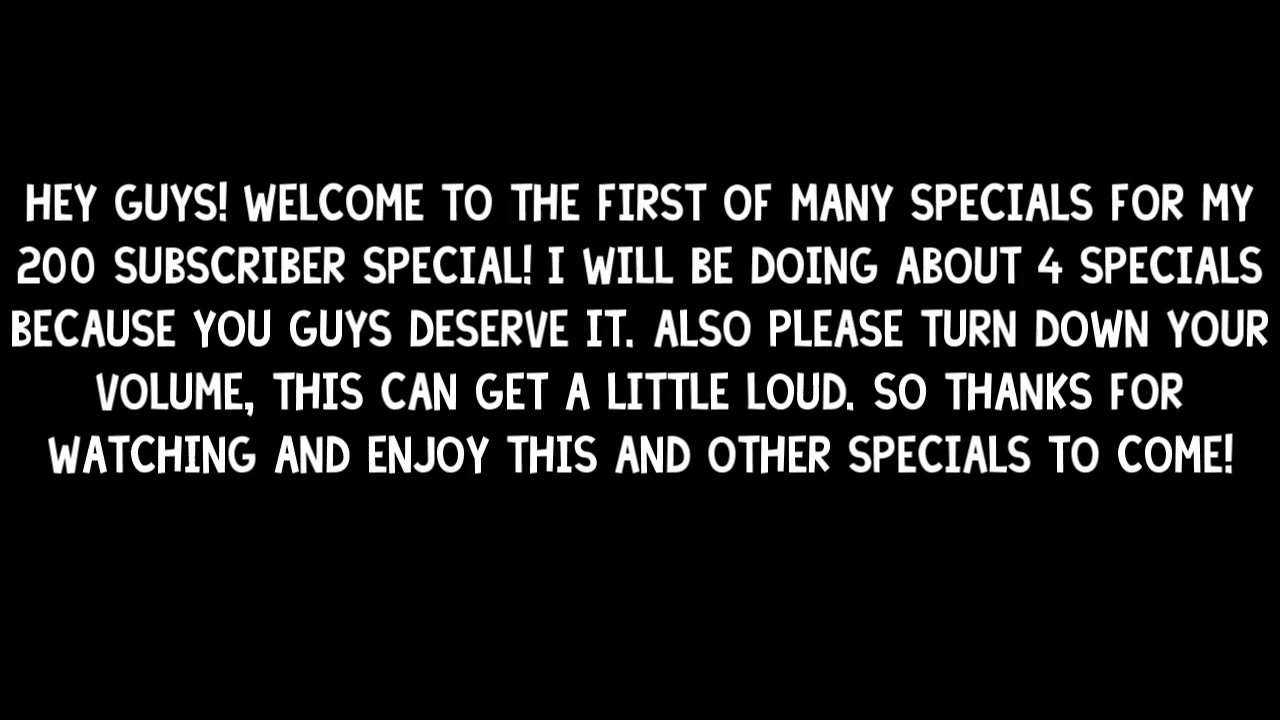 HEY GUYS! WELCOME TO THE FIRST OF MANY SPECIALS FOR MY
200 SUBSCRIBER SPECIAL! I WILL BE DOING ABOUT 4 SPECIALS
BECAUSE YOU GUYS DESERVE IT. ALSO PLEASE TURN DOWN YOUR
VOLUME, THIS CAN GET A LITTLE LOUD. SO THANKS FOR
WATCHING AND ENJOY THIS AND OTHER SPECIALS TO COME!